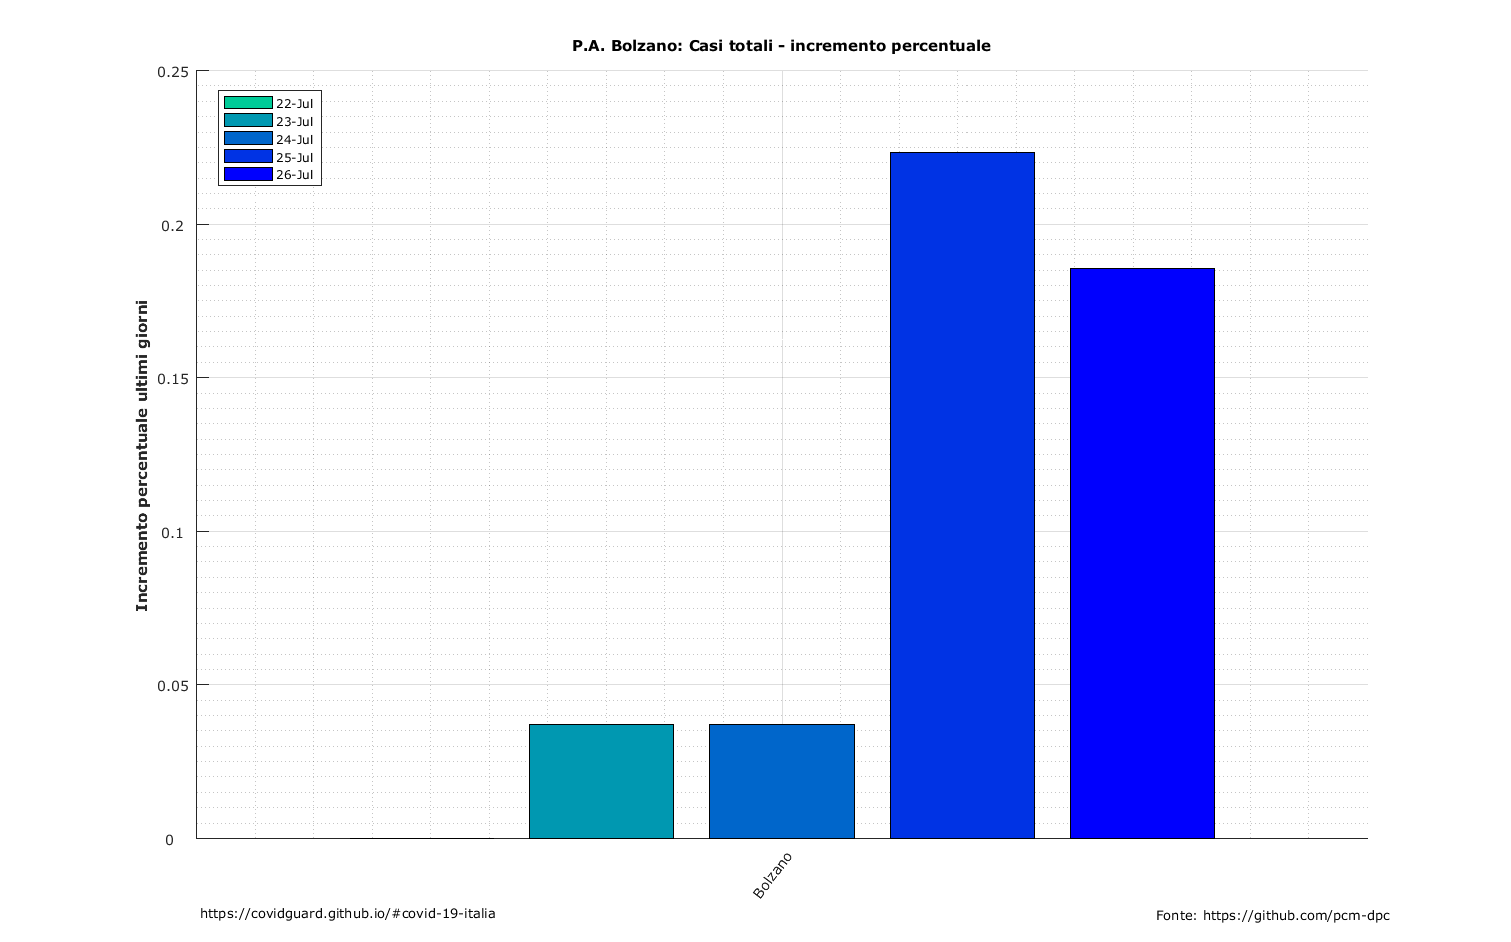 P.A. Bolzano: Casi totali - incremento percentuale
0.25
0.2
0.15
0.1
0.05
0
Incremento percentuale ultimi giorni
22-Jul
23-Jul
24-Jul
25-Jul
26-Jul
Bolzano
https://covidguard.github.io/#covid-19-italia
Fonte: https://github.com/pcm-dpc